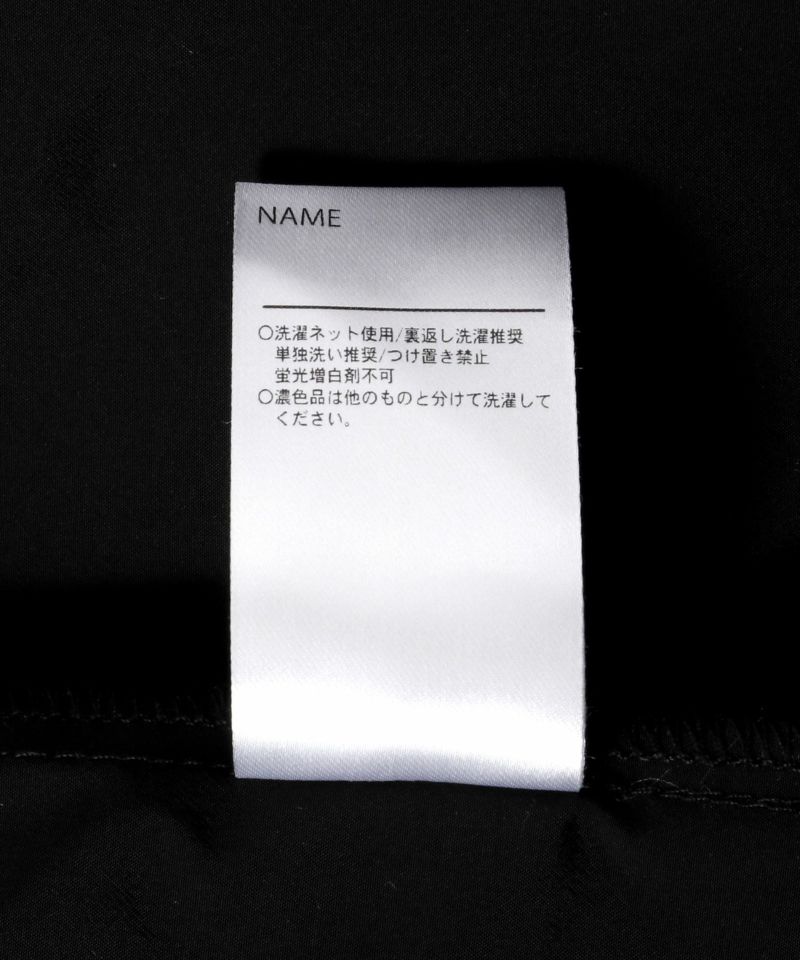 NAME
○洗濯ネット使用/裏返し洗濯推奨
単独洗い推奨/つけ置き禁止
蛍光増白剤不可
○濃色品は他のものと分けて洗濯して
ください。